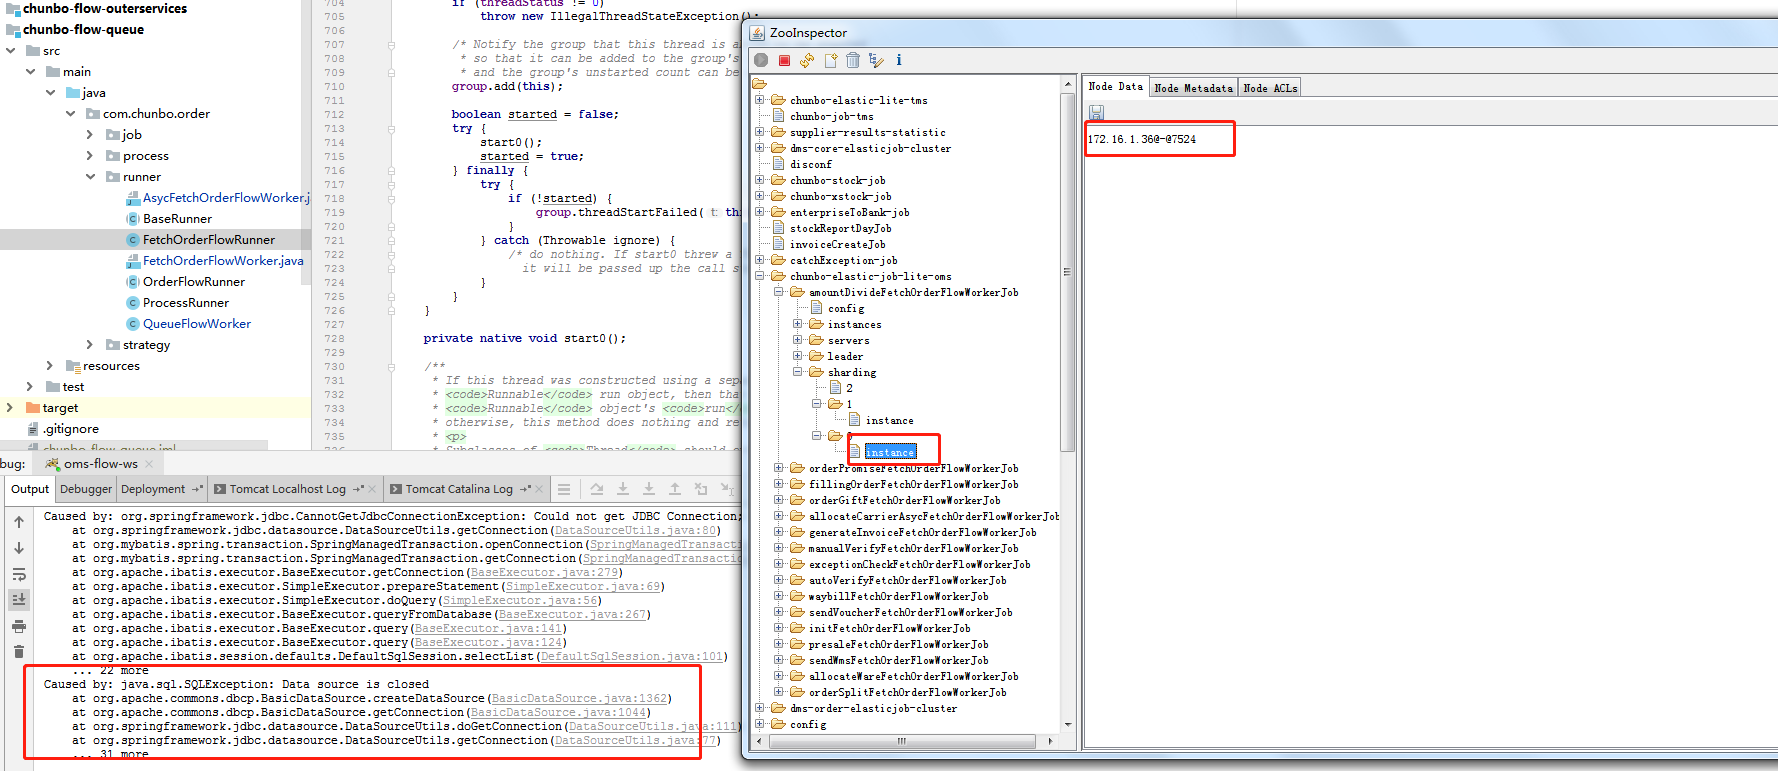 chunbo-flow-outerservices
chunbo-flow-queue
src
main
java
com.chunbo.order
job
process
runner
AsycFetchOrderFlowWorker.j
BaseRunner
FetchOrderFlowRunner
FetchOrderFlowWorker.java
OrderFlowRunner
ProcessRunner
QueueFlowWorker
strategy
resources
test
target
.gitignore
chunbo-flow-queue.iml
704 if (threadStatus != 0)
705 throw new IllegalThreadStateException();
706
707 /* Notify the group that this thread is a
708 * so that it can be added to the group's
709 * and the group's unstarted count can be
710 group.add(this);
711
712 boolean started = false;
713 try {
714 start0();
715 started = true;
716 } finally {
717 try {
718 if (!started) {
719 group.threadStartFailed( t: thi
720 }
721 } catch (Throwable ignore) {
722 /* do nothing. If start0 threw a
723 it will be passed up the call s
724 }
725 }
726 }
727
728 private native void start0();
729
730 /**
731 * If this thread was constructed using a sep
732 * <code>Runnable</code> run object, then tha
733 * <code>Runnable</code> object's <code>run</
734 * otherwise, this method does nothing and re
735 * <p>
736 * Subclasses of <code>Thread</code> should o
bug: oms-flow-ws
Output Debugger Deployment Tomcat Localhost Log Tomcat Catalina Log
Caused by: org.springframework.jdbc.CannotGetJdbcConnectionException: Could not get JDBC Connection;
at org.springframework.jdbc.datasource.DataSourceUtils.getConnection(DataSourceUtils.java:80)
at org.mybatis.spring.transaction.SpringManagedTransaction.openConnection(SpringManagedTransact
at org.mybatis.spring.transaction.SpringManagedTransaction.getConnection(SpringManagedTransacti
at org.apache.ibatis.executor.BaseExecutor.getConnection(BaseExecutor.java:279)
at org.apache.ibatis.executor.SimpleExecutor.prepareStatement(SimpleExecutor.java:69)
at org.apache.ibatis.executor.SimpleExecutor.doQuery(SimpleExecutor.java:56)
at org.apache.ibatis.executor.BaseExecutor.queryFromDatabase(BaseExecutor.java:267)
at org.apache.ibatis.executor.BaseExecutor.query(BaseExecutor.java:141)
at org.apache.ibatis.executor.BaseExecutor.query(BaseExecutor.java:124)
at org.apache.ibatis.session.defaults.DefaultSqlSession.selectList(DefaultSqlSession.java:101)
... 22 more
Caused by: java.sql.SQLException: Data source is closed
at org.apache.commons.dbcp.BasicDataSource.createDataSource(BasicDataSource.java:1362)
at org.apache.commons.dbcp.BasicDataSource.getConnection(BasicDataSource.java:1044)
at org.springframework.jdbc.datasource.DataSourceUtils.doGetConnection(DataSourceUtils.java:111)
at org.springframework.jdbc.datasource.DataSourceUtils.getConnection(DataSourceUtils.java:77)
... 31 more
ZooInspector
chunbo-elastic-lite-tms
chunbo-job-tms
supplier-results-statistic
dms-core-elasticjob-cluster
disconf
chunbo-stock-job
chunbo-xstock-job
enterpriseToBank-job
stockReportDayJob
invoiceCreateJob
catchException-job
chunbo-elastic-job-lite-oms
amountDivideFetchOrderFlowWorkerJob
config
instances
servers
leader
sharding
2
1
instance
instance
orderPromiseFetchOrderFlowWorkerJob
fillingOrderFetchOrderFlowWorkerJob
orderGiftFetchOrderFlowWorkerJob
allocateCarrierAsycFetchOrderFlowWorkerJob
generateInvoiceFetchOrderFlowWorkerJob
manualVerifyFetchOrderFlowWorkerJob
exceptionCheckFetchOrderFlowWorkerJob
autoVerifyFetchOrderFlowWorkerJob
waybillFetchOrderFlowWorkerJob
sendVoucherFetchOrderFlowWorkerJob
initFetchOrderFlowWorkerJob
presaleFetchOrderFlowWorkerJob
sendWmsFetchOrderFlowWorkerJob
allocateWareFetchOrderFlowWorkerJob
orderSplitFetchOrderFlowWorkerJob
dms-order-elasticjob-cluster
config
Node Data Node Metadata Node ACLs
172.16.1.36@-@7524